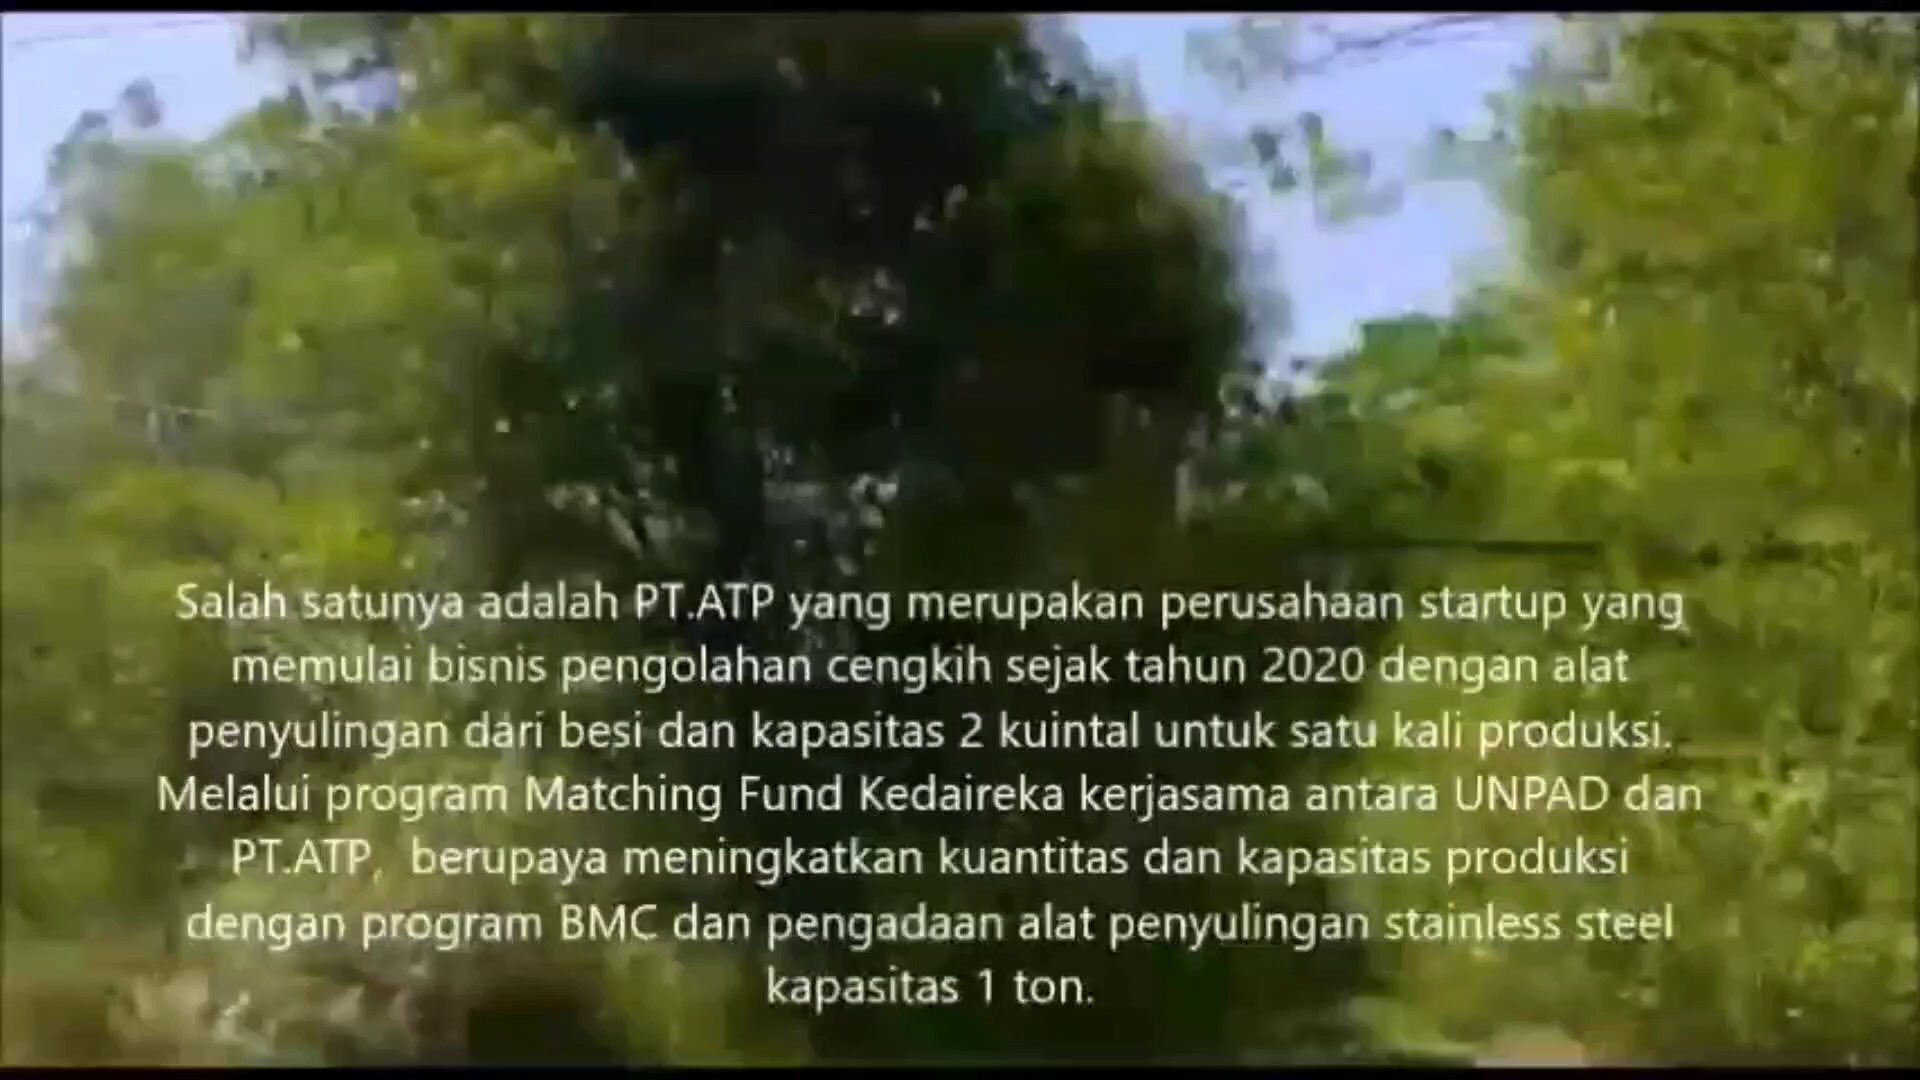 Salah satunya adalah PT.ATP yang merupakan perusahaan startup yang
memulai bisnis pengolahan cengkih sejak tahun 2020 dengan alat
penyulingan dari besi dan kapasitas 2 kuintal untuk satu kali produksi.
Melalui program Matching Fund Kedaireka kerjasama antara UNPAD dan
PT.ATP, berupaya meningkatkan kuantitas dan kapasitas produksi
dengan program BMC dan pengadaan alat penyulingan stainless steel
kapasitas 1 ton.